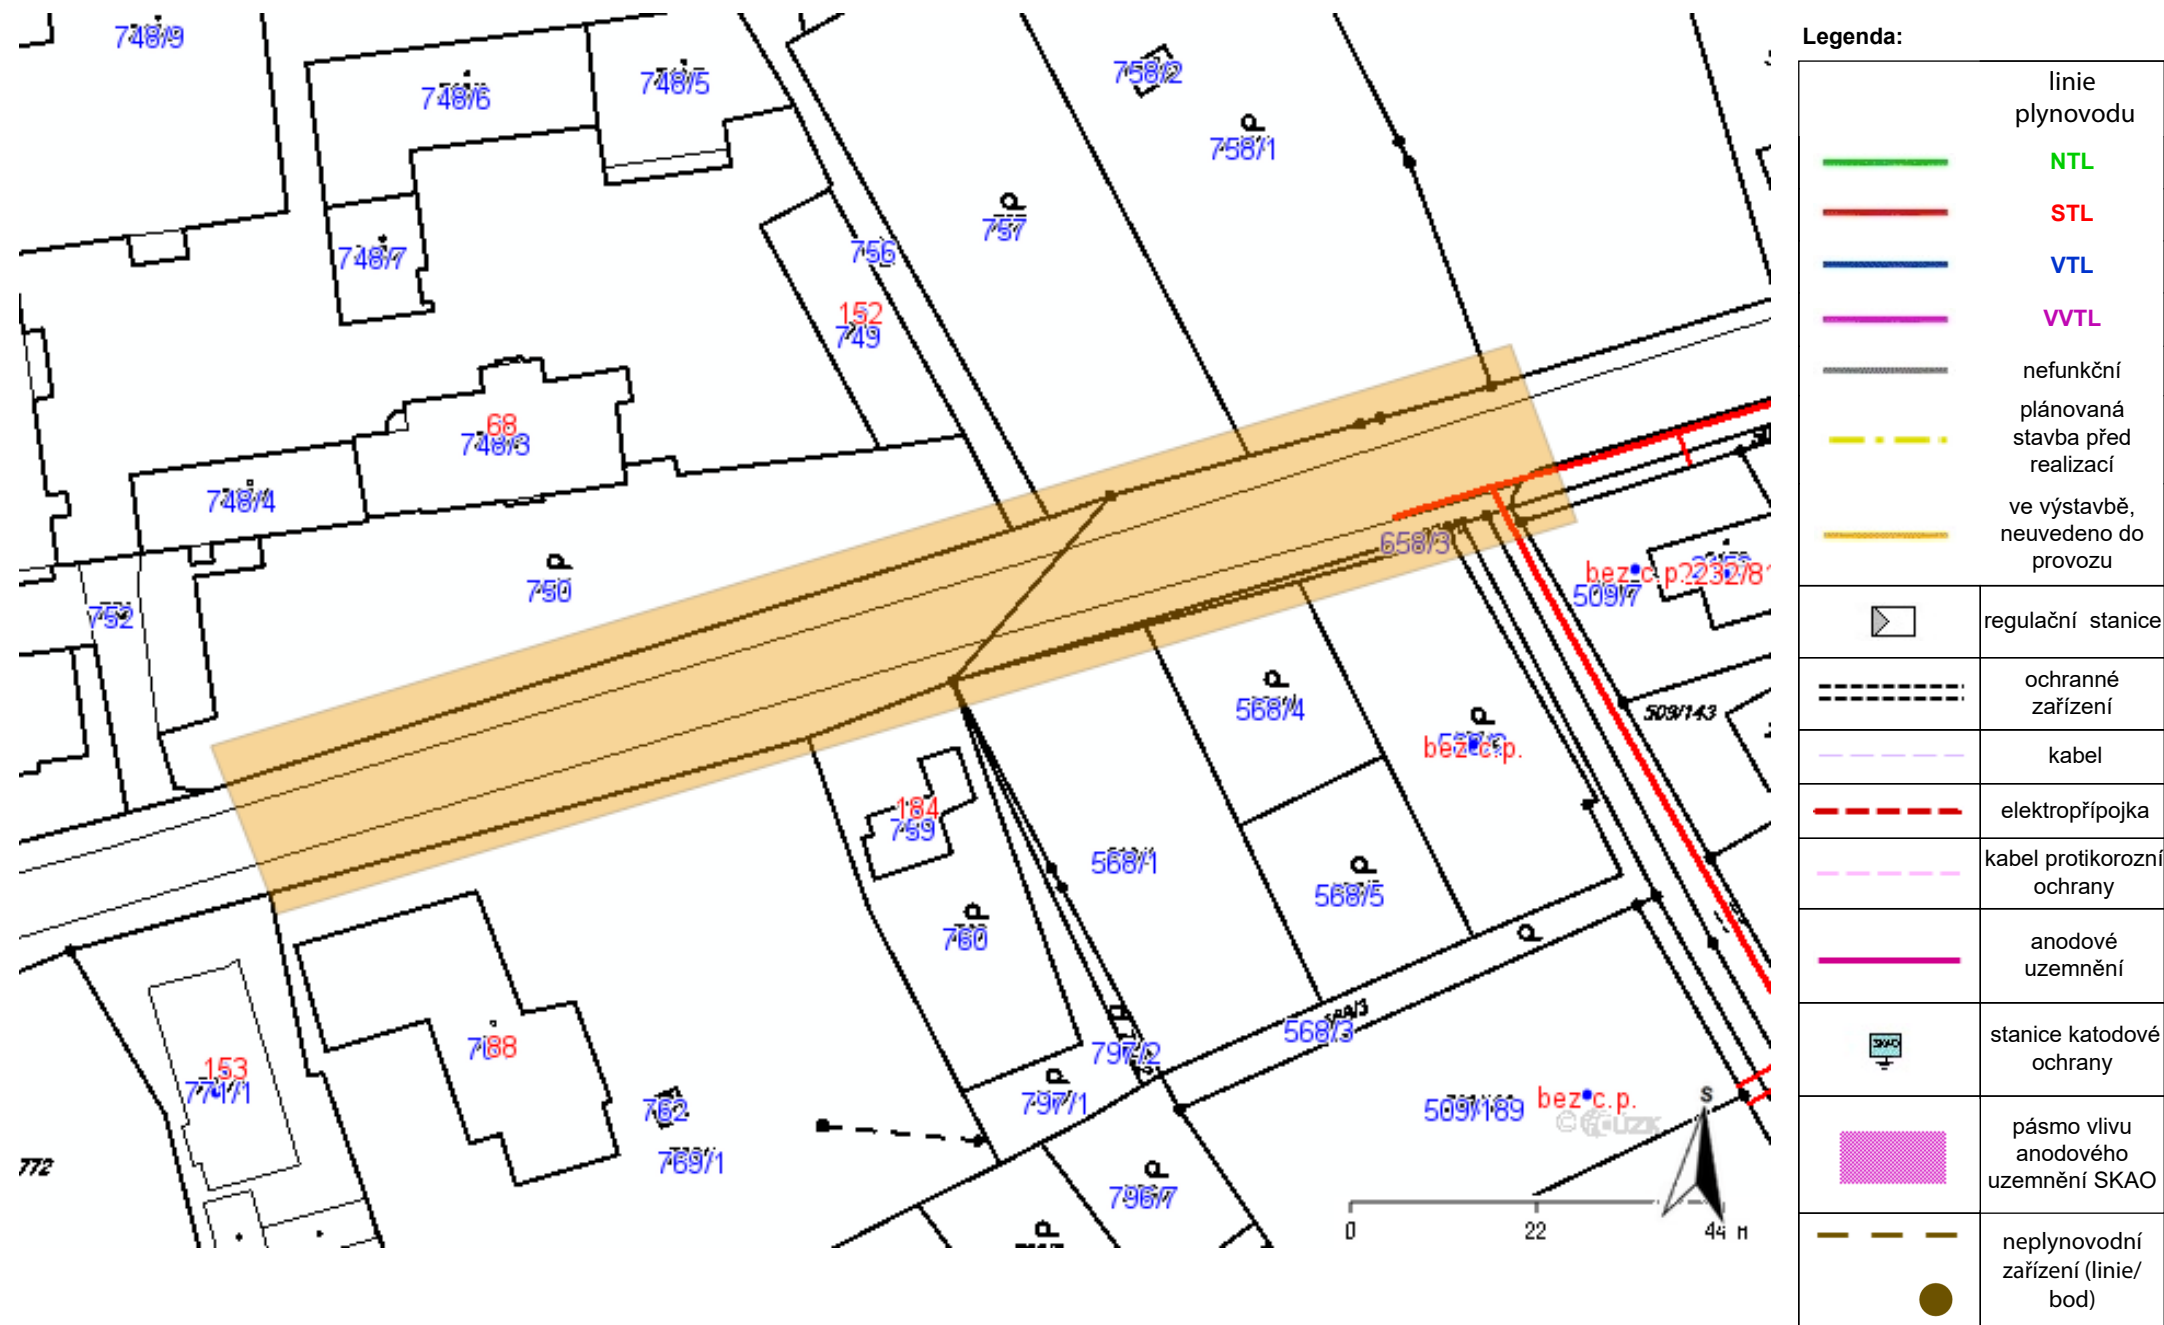 748/9
748/6
748/5
758/2
758/1
748/7
756
757
152
749
68
748/3
748/4
750
752
658/3
bez č.p.
509/7
509/143
568/4
bez č.p.
184
759
568/1
568/5
760
153
771/1
88
762
769/1
772
797/2
797/1
568/3
509/189
bez č.p.
796/7
S
0
22
44 M
Legenda:
linie
plynovodu
NTL
STL
VTL
VVTL
nefunkční
plánovaná
stavba před
realizací
ve výstavbě,
neuvedeno do
provozu
regulační stanice
ochranné
zařízení
kabel
elektropřípojka
kabel protikorozní
ochrany
anodové
uzemnění
SKAO
stanice katodové
ochrany
pásmo vlivu
anodového
uzemnění SKAO
neplynovodní
zařízení (linie/
bod)